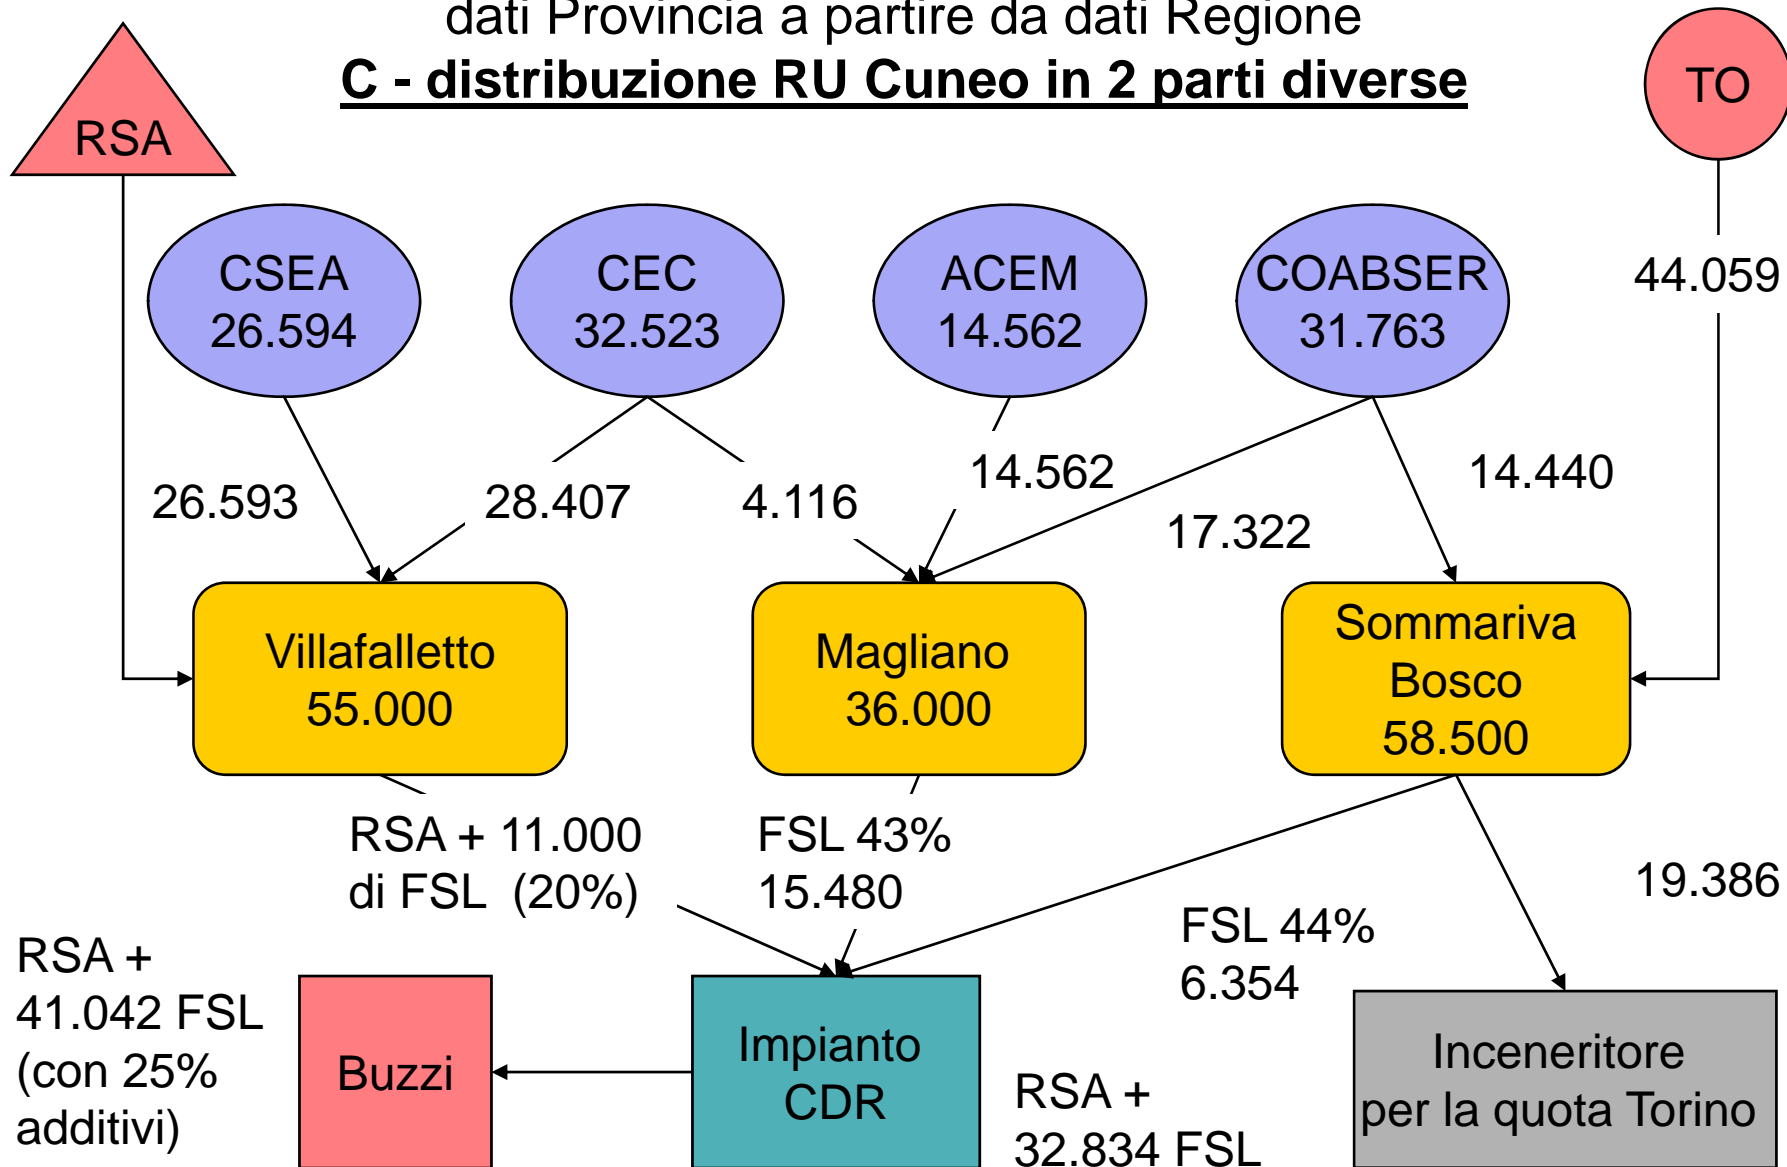 dati Provincia a partire da dati Regione
C - distribuzione RU Cuneo in 2 parti diverse
RSA
TO
CSEA
26.594
CEC
32.523
ACEM
14.562
COABSER
31.763
44.059
26.593
28.407
4.116
14.562
17.322
14.440
Villafalletto
55.000
Magliano
36.000
Sommariva
Bosco
58.500
RSA + 11.000
di FSL (20%)
FSL 43%
15.480
FSL 44%
6.354
19.386
RSA +
41.042 FSL
(con 25%
additivi)
Buzzi
Impianto
CDR
RSA +
32.834 FSL
Inceneritore
per la quota Torino